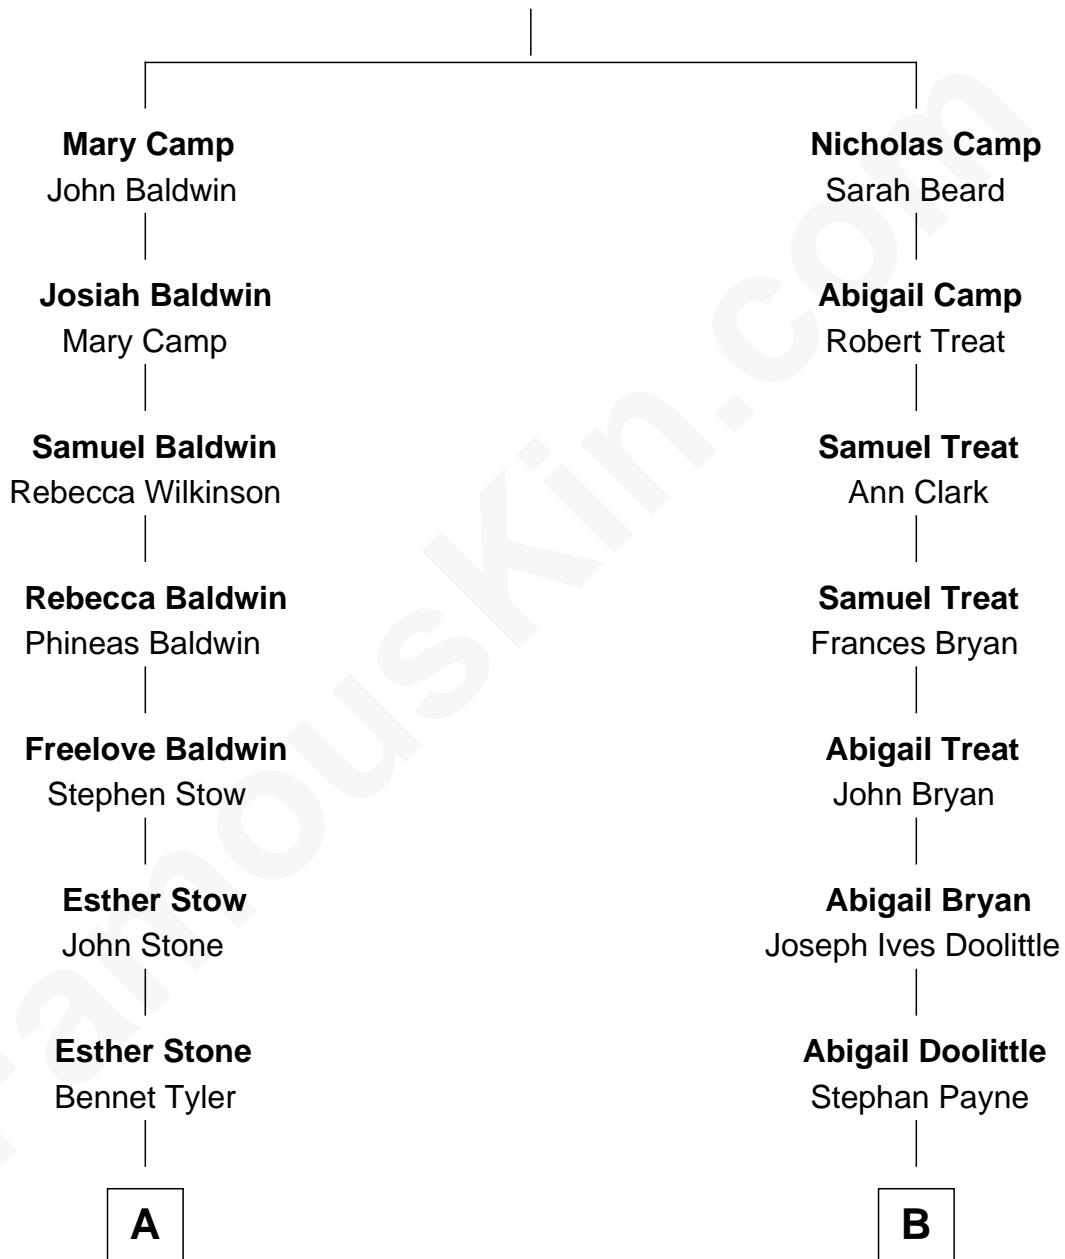 Mary Camp
John Baldwin
Nicholas Camp
Sarah Beard
Josiah Baldwin
Mary Camp
Abigail Camp
Robert Treat
Samuel Baldwin
Rebecca Wilkinson
Samuel Treat
Ann Clark
Rebecca Baldwin
Phineas Baldwin
Samuel Treat
Frances Bryan
Freelove Baldwin
Stephen Stow
Abigail Treat
John Bryan
Esther Stow
John Stone
Abigail Bryan
Joseph Ives Doolittle
Esther Stone
Bennet Tyler
Abigail Doolittle
Stephan Payne
A
B
FamousKin.com